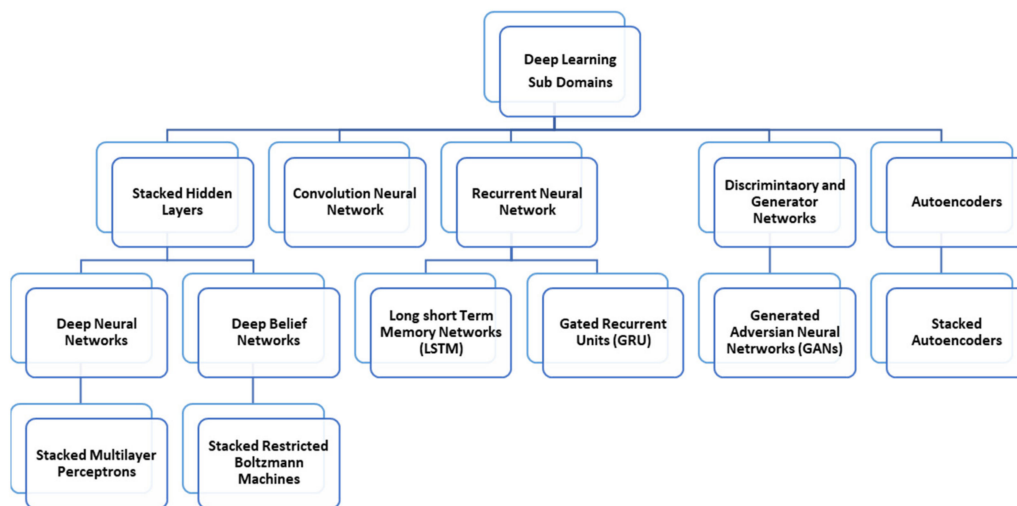 Deep Learning
Sub Domains
Stacked Hidden
Layers
Convolution Neural
Network
Recurrent Neural
Network
Discrimintaory and
Generator
Networks
Autoencoders
Deep Neural
Networks
Deep Belief
Networks
Long short Term
Memory Networks
(LSTM)
Gated Recurrent
Units (GRU)
Generated
Adversian Neural
Netrworks (GANs)
Stacked
Autoencoders
Stacked Multilayer
Perceptrons
Stacked Restricted
Boltzmann
Machines